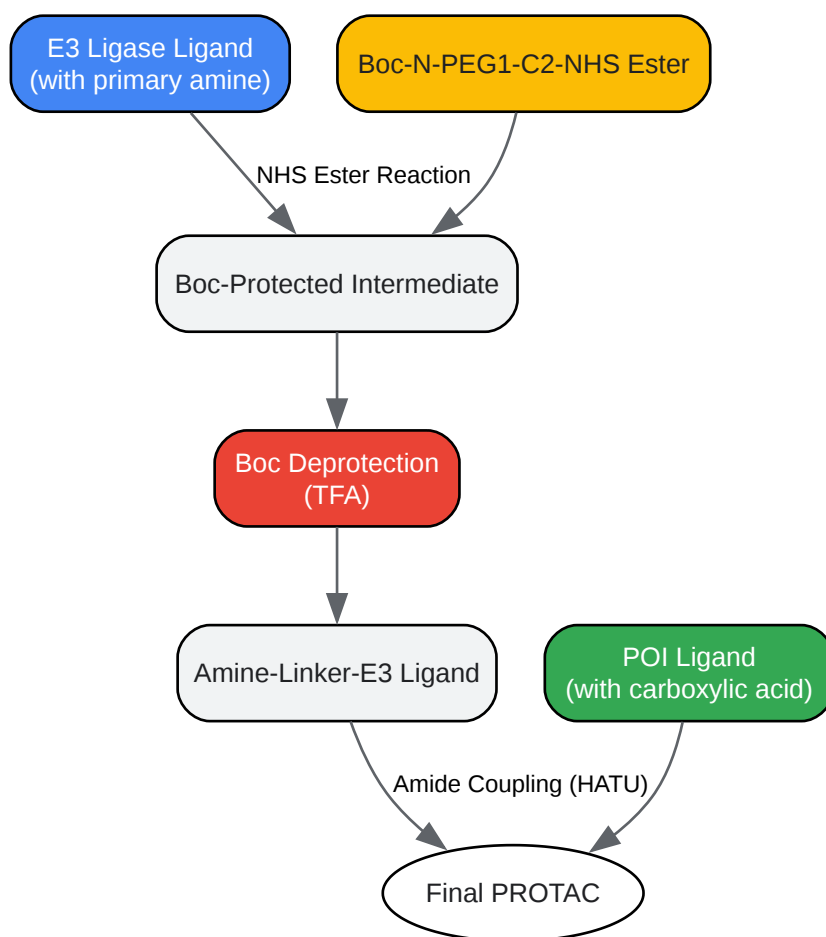 E3 Ligase Ligand
(with primary amine)
Boc-N-PEG1-C2-NHS Ester
NHS Ester Reaction
Boc-Protected Intermediate
Boc Deprotection
(TFA)
Amine-Linker-E3 Ligand
POI Ligand
(with carboxylic acid)
Amide Coupling (HATU)
Final PROTAC